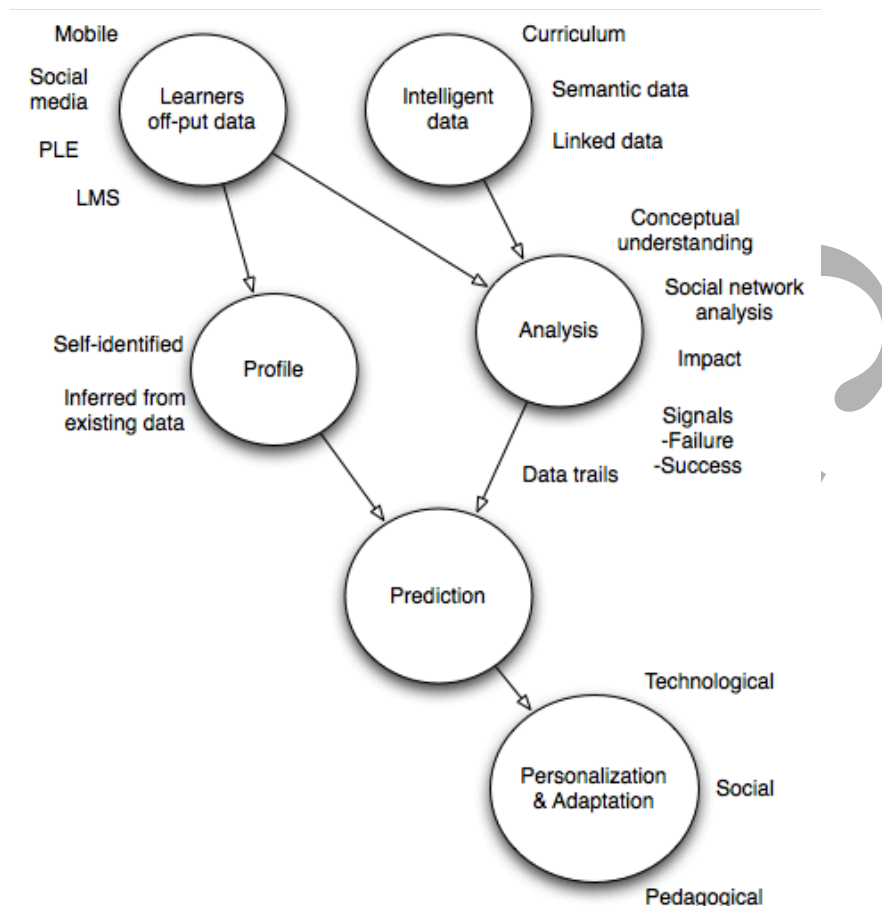 Mobile
Social
media
PLE
LMS
Learners
off-put data
Intelligent
data
Curriculum
Semantic data
Linked data
Conceptual
understanding
Social network
analysis
Impact
Signals
-Failure
-Success
Analysis
Self-identified
Inferred from
existing data
Profile
Data trails
Prediction
Technological
Personalization
& Adaptation
Social
Pedagogical